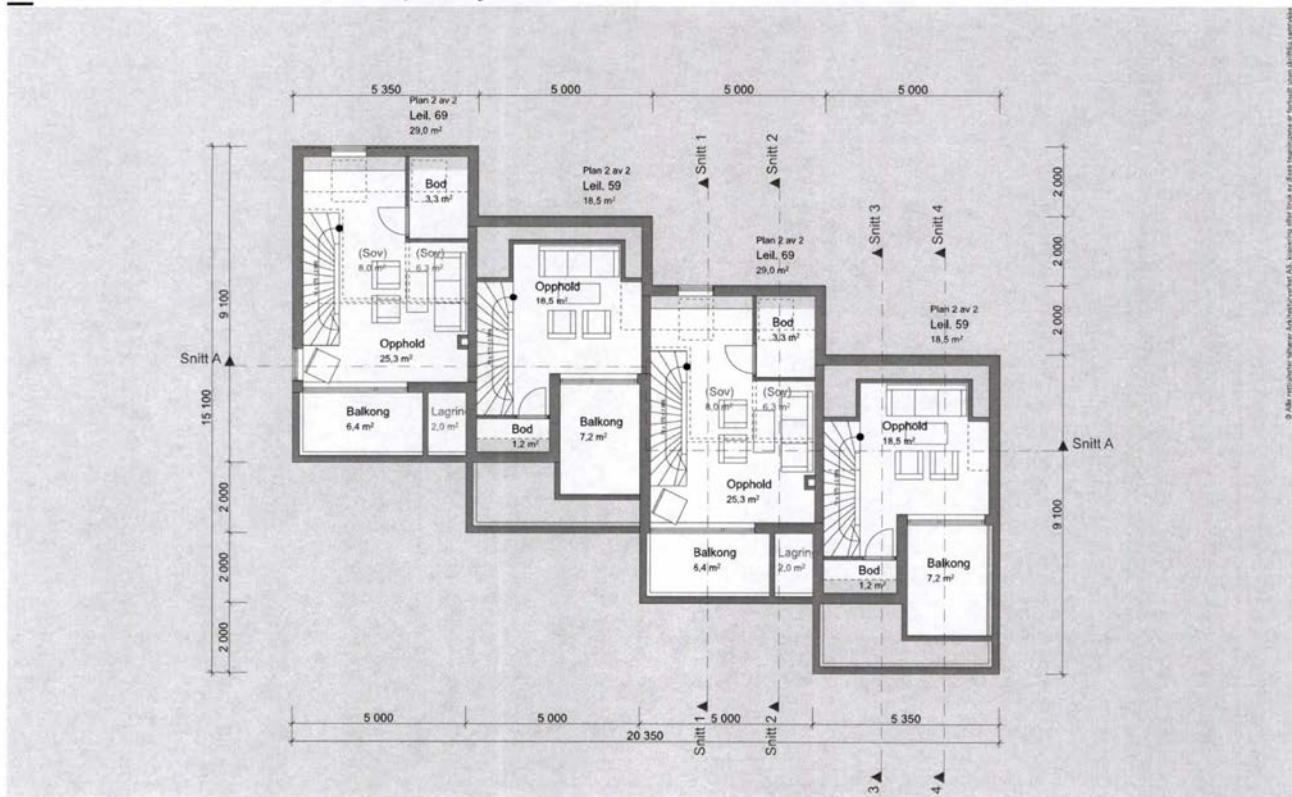 5 350
5 000
5 000
5 000
Plan 2 av 2
Leil. 69
29,0 m²
Plan 2 av 2
Leil. 59
18,5 m²
Snitt 1
Snitt 2
Plan 2 av 2
Leil. 69
29,0 m²
Snitt 3
Snitt 4
Plan 2 av 2
Leil. 59
18,5 m²
2 000
2 000
2 000
9 100
9 100
15 100
2 000
2 000
2 000
Snitt A
Snitt A
Bod
3,3 m²
(Sov)
8,0 m²
(Sov)
6,3 m²
Opphold
25,3 m²
Balkong
6,4 m²
Lagring
2,0 m²
Opphold
18,5 m²
Bod
1,2 m²
Balkong
7,2 m²
Bod
3,3 m²
(Sov)
8,0 m²
(Sov)
6,3 m²
Opphold
25,3 m²
Balkong
6,4 m²
Lagring
2,0 m²
Opphold
18,5 m²
Bod
1,2 m²
Balkong
7,2 m²
5 000
5 000
5 000
5 350
20 350
Snitt 1
Snitt 2
3
4